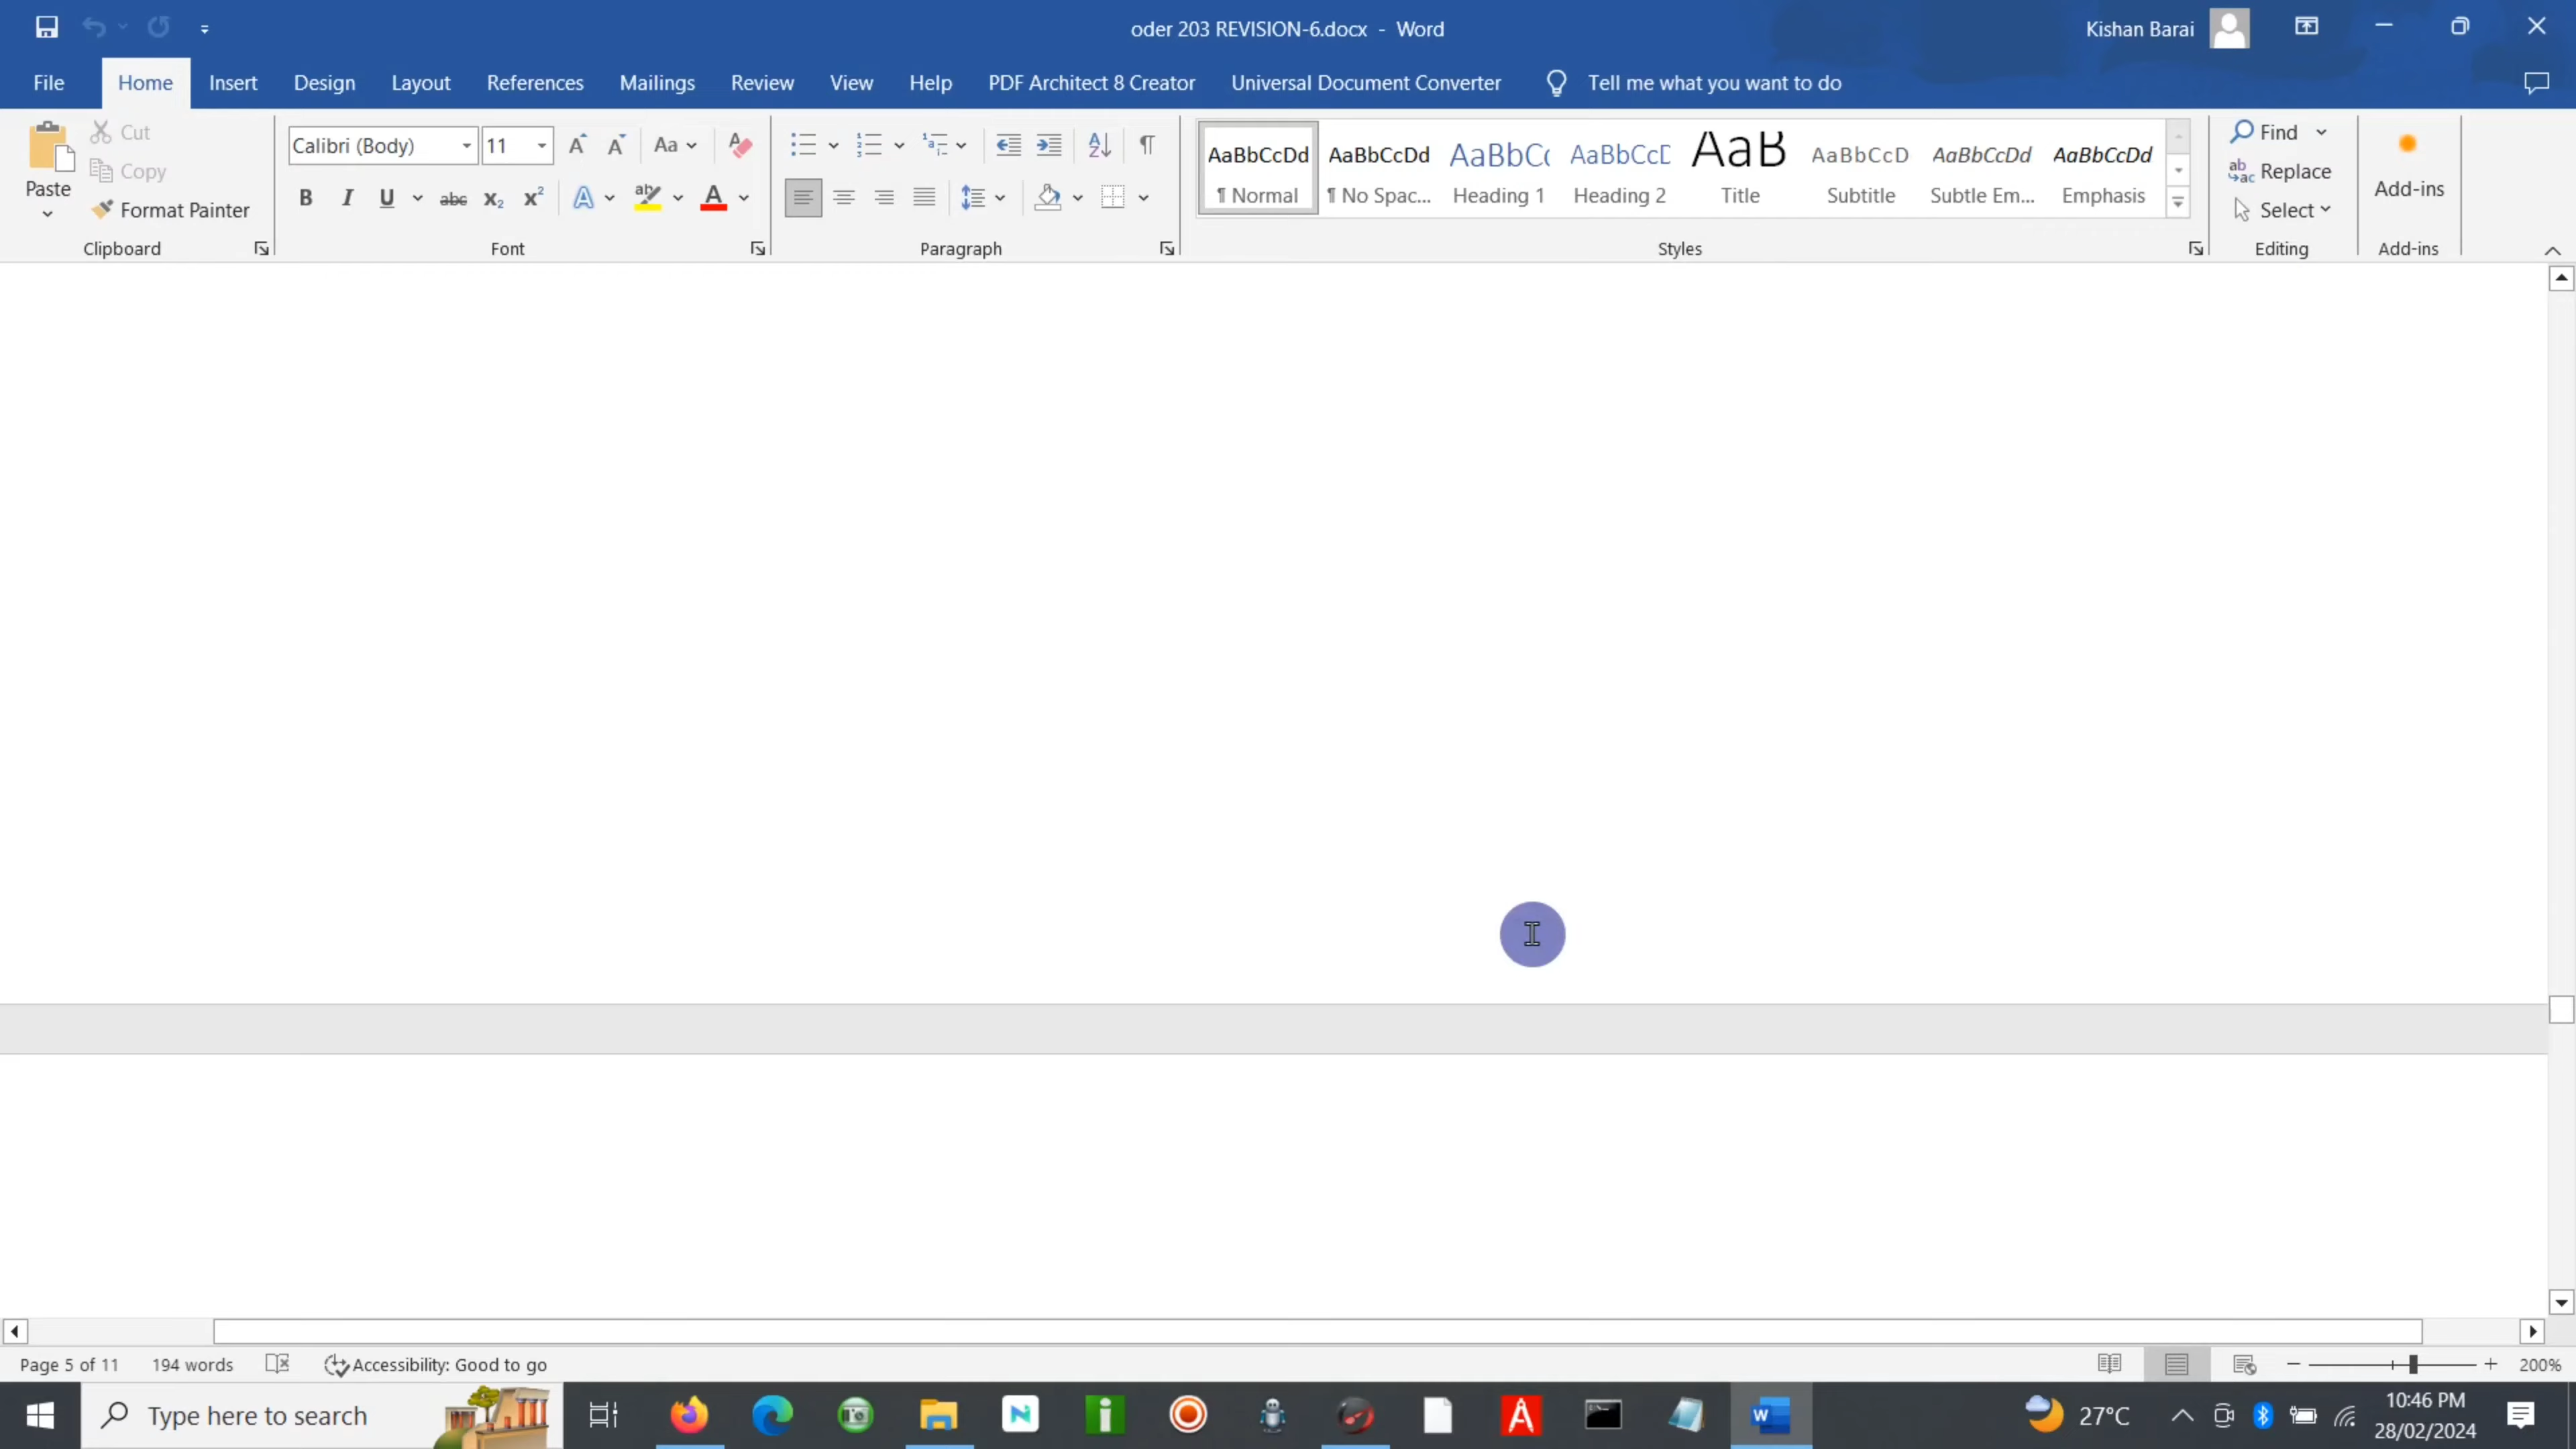 oder 203 REVISION-6.docx - Word
Kishan Barai
File Home Insert Design Layout References Mailings Review View Help PDF Architect 8 Creator Universal Document Converter Tell me what you want to do
Paste
Cut
Copy
Format Painter
Clipboard
Calibri (Body) 11
Font
Paragraph
AaBbCcDd AaBbCcDd AaBbCc AaBbCcD AaB AaBbCcD AaBbCcDd AaBbCcDd
¶ Normal ¶ No Spac... Heading 1 Heading 2 Title Subtitle Subtle Em... Emphasis
Styles
Find
Replace
Select
Editing
Add-ins
Add-ins
Page 5 of 11 194 words Accessibility: Good to go 200%
Type here to search
27°C
10:46 PM
28/02/2024